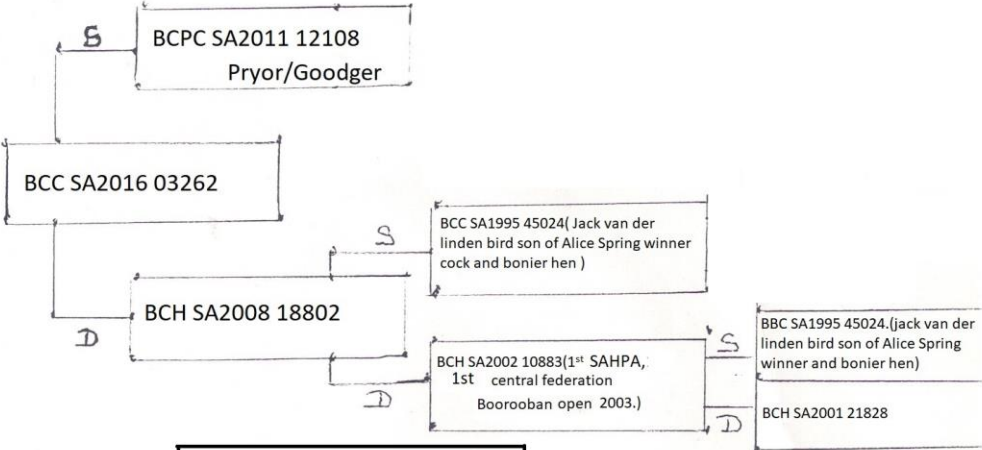 S
BCPC SA2011 12108
Pryor/Goodger
BCC SA2016 03262
S
BCC SA1995 45024( Jack van der
linden bird son of Alice Spring winner
cock and bonier hen )
D
BCH SA2008 18802
D
BCH SA2002 10883(1st SAHPA,
1st central federation
Boorooban open 2003.)
S
BBC SA1995 45024.(jack van der
linden bird son of Alice Spring
winner and bonier hen)
D
BCH SA2001 21828